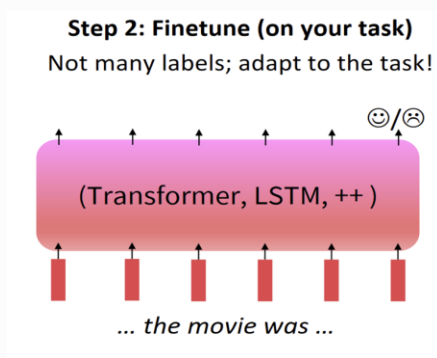 Step 2: Finetune (on your task)
Not many labels; adapt to the task!
☺/☹
(Transformer, LSTM, ++ )
... the movie was ...